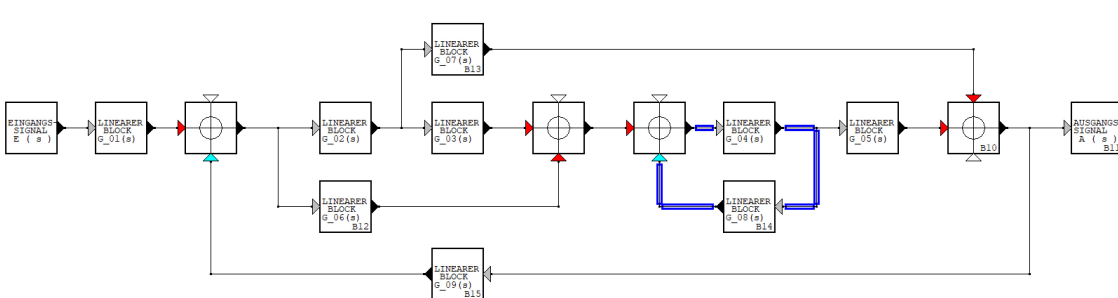 LINEARER
BLOCK
G_07(s)
B13
EINGANGS-
SIGNAL
E ( s )
LINEARER
BLOCK
G_01(s)
LINEARER
BLOCK
G_02(s)
LINEARER
BLOCK
G_03(s)
LINEARER
BLOCK
G_04(s)
LINEARER
BLOCK
G_05(s)
B10
AUSGANGS
SIGNAL
A ( s )
B11
LINEARER
BLOCK
G_06(s)
B12
LINEARER
BLOCK
G_08(s)
B14
LINEARER
BLOCK
G_09(s)
B15